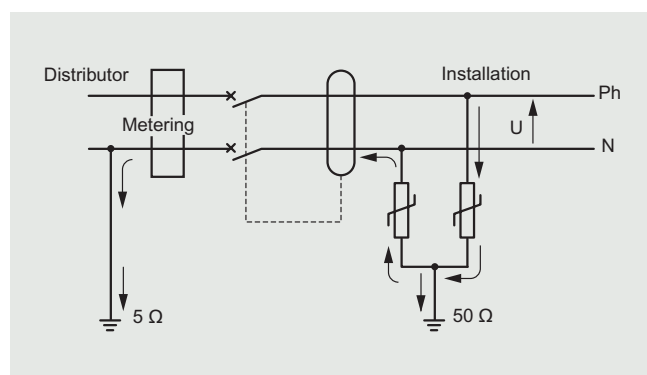 Distributor
Installation
Ph
Metering
U
N
5 Ω
50 Ω